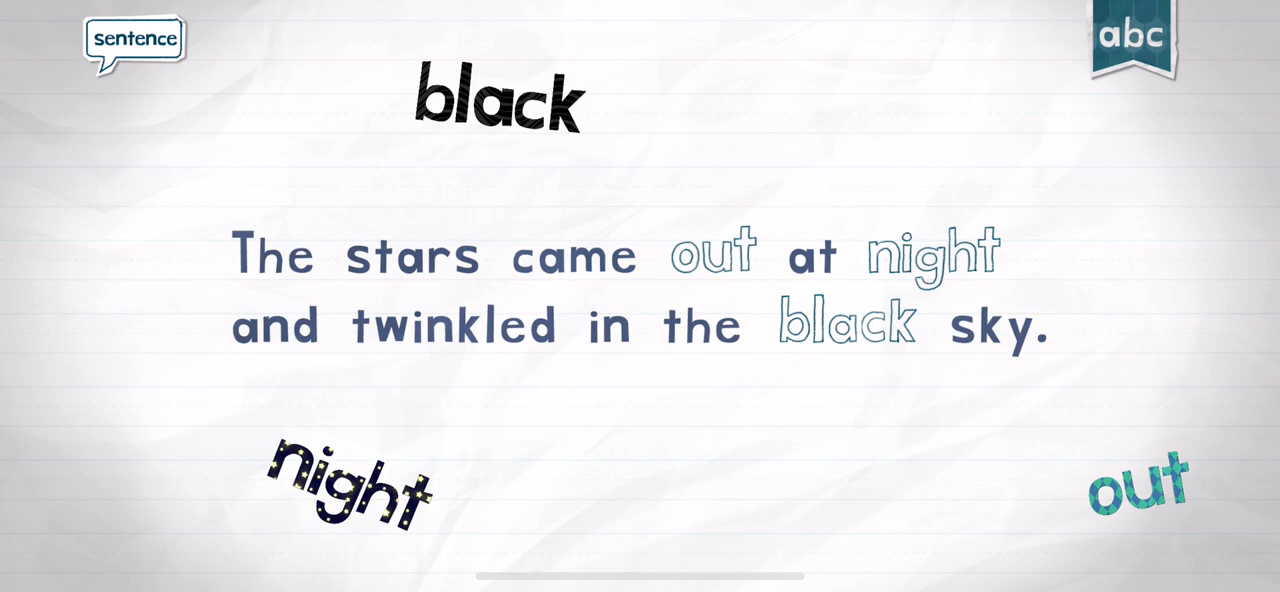 sentence
abc
black
The stars came out at night
and twinkled in the black sky.
night
out